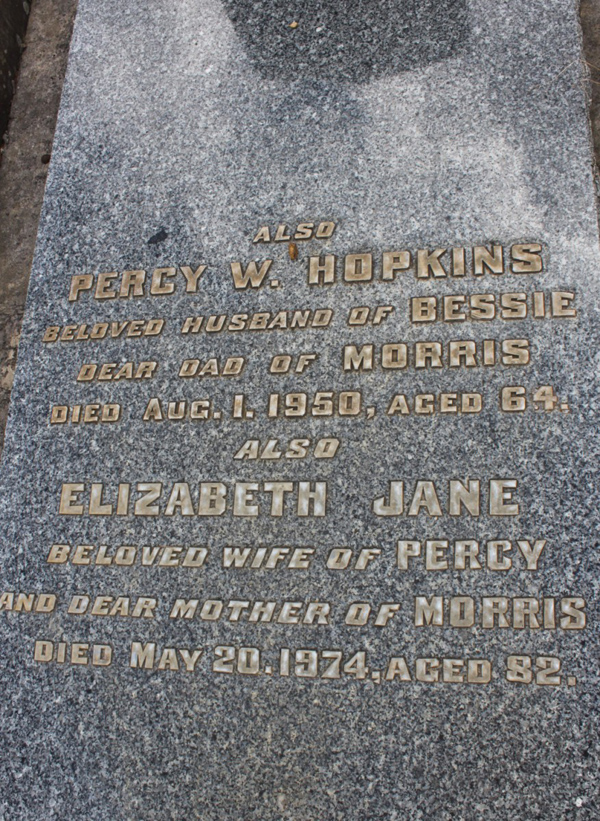 ALSO
PERCY W. HOPKINS
BELOVED HUSBAND OF BESSIE
DEAR DAD OF MORRIS
DIED AUG. 1. 1950, AGED 64.
ALSO
ELIZABETH JANE
BELOVED WIFE OF PERCY
AND DEAR MOTHER OF MORRIS
DIED MAY 20. 1974, AGED 82.